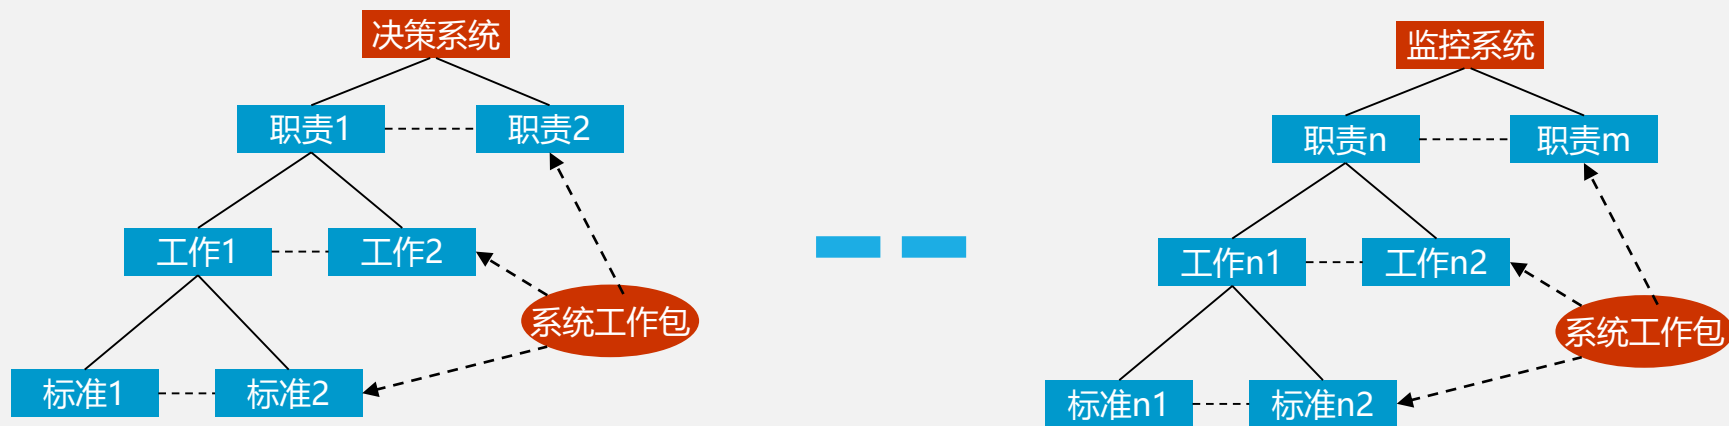 决策系统
职责1
职责2
工作1
工作2
系统工作包
标准1
标准2
监控系统
职责n
职责m
工作n1
工作n2
系统工作包
标准n1
标准n2